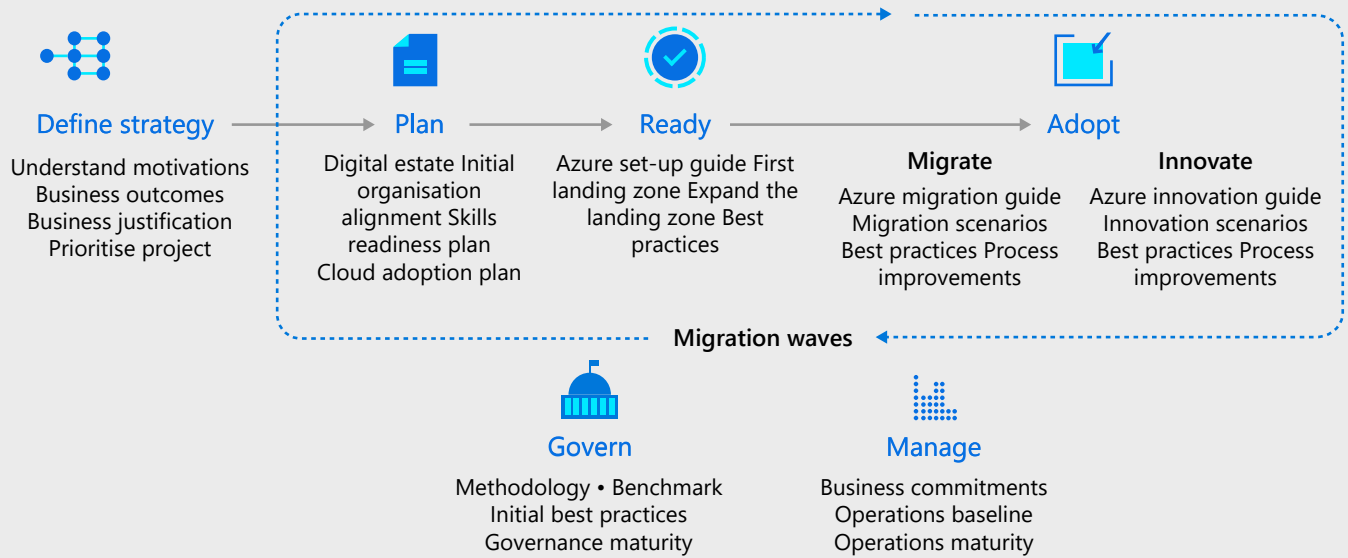 Define strategy
Understand motivations
Business outcomes
Business justification
Prioritise project
Plan
Digital estate Initial
organisation
alignment Skills
readiness plan
Cloud adoption plan
Ready
Azure set-up guide First
landing zone Expand the
landing zone Best
practices
Adopt
Migrate
Azure migration guide
Migration scenarios
Best practices Process
improvements
Innovate
Azure innovation guide
Innovation scenarios
Best practices Process
improvements
Migration waves
Govern
Methodology • Benchmark
Initial best practices
Governance maturity
Manage
Business commitments
Operations baseline
Operations maturity